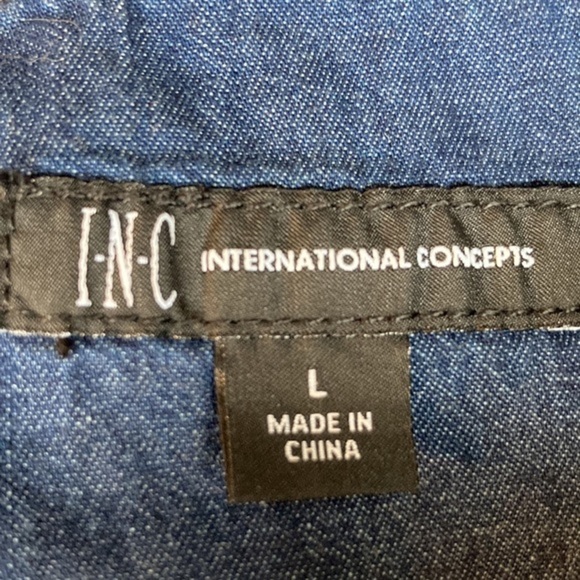 I·N·C INTERNATIONAL CONCEPTS
L
MADE IN
CHINA